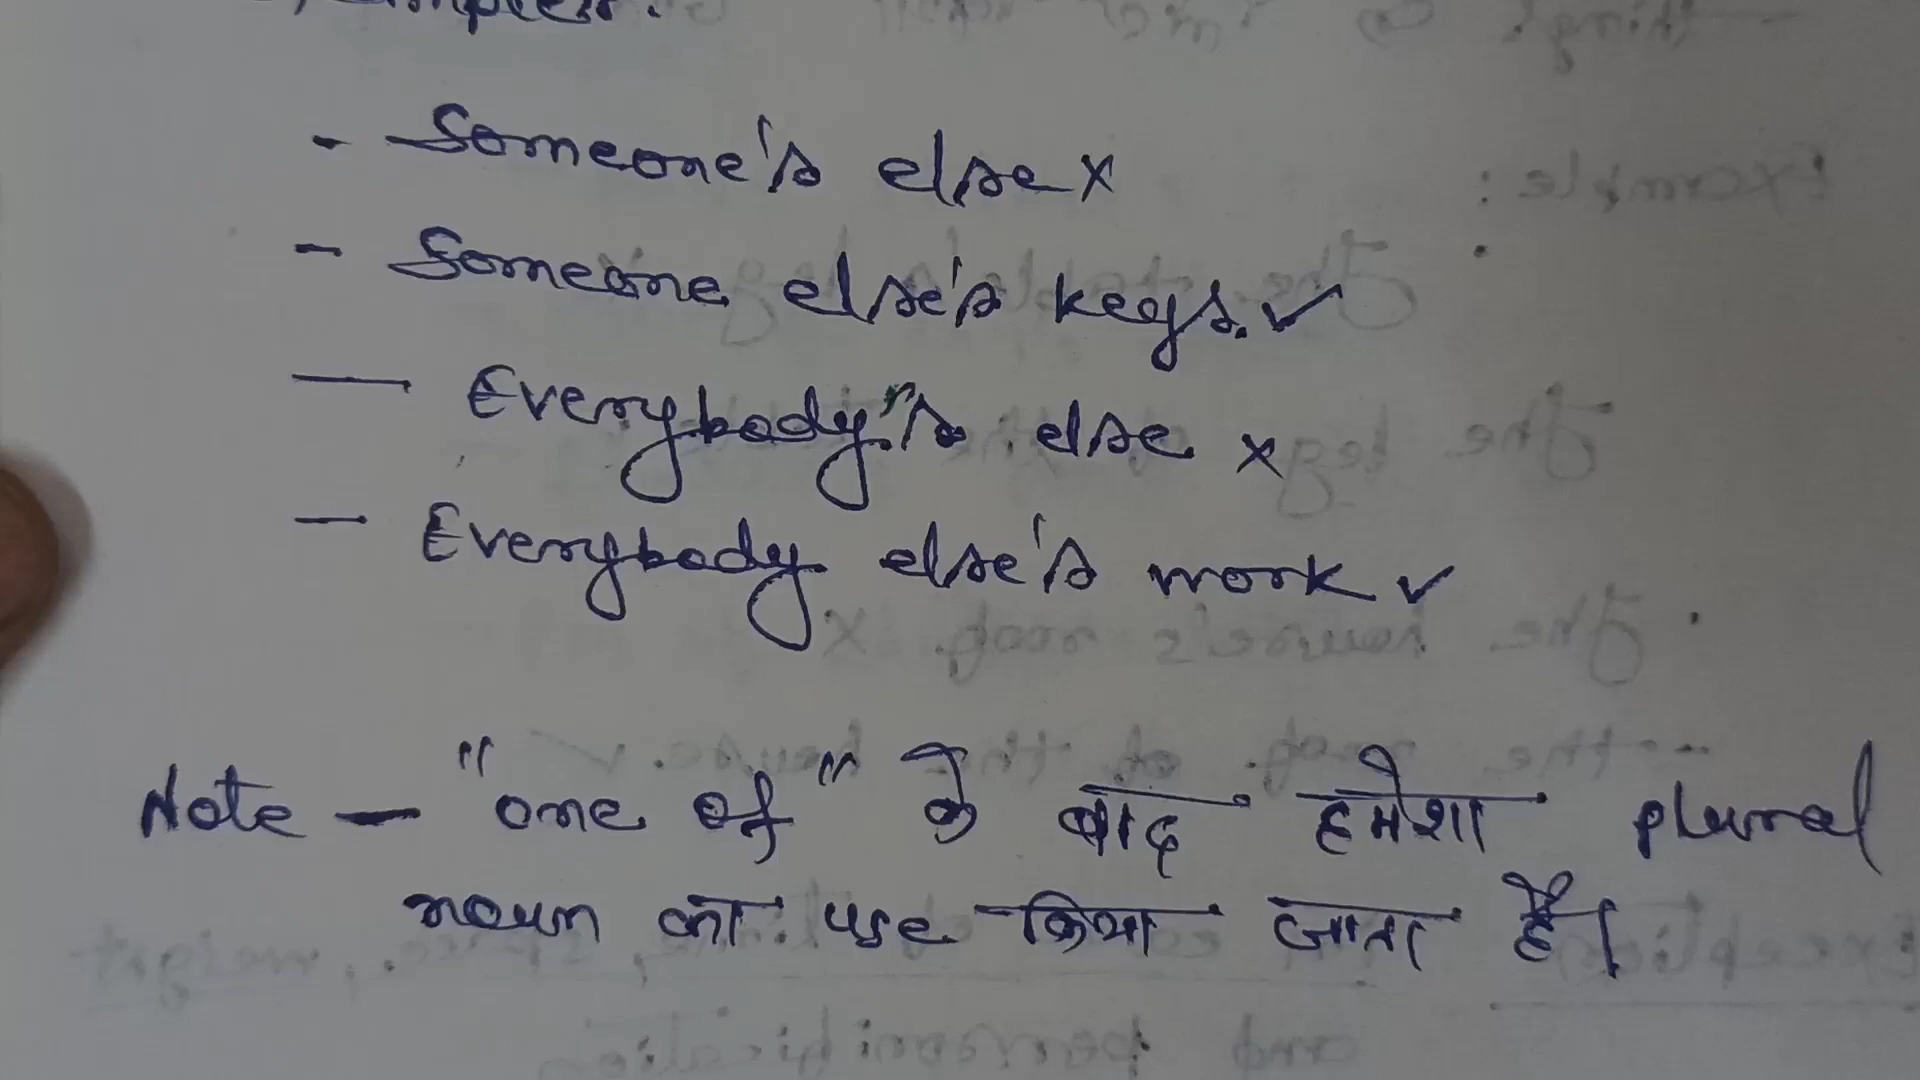 - Someone's else ×
- Someone else's keys. ✓
— Everybody's else ×
- Everybody else's work ✓
Note — "one of" के बाद हमेशा plural
noun का use किया जाता है।